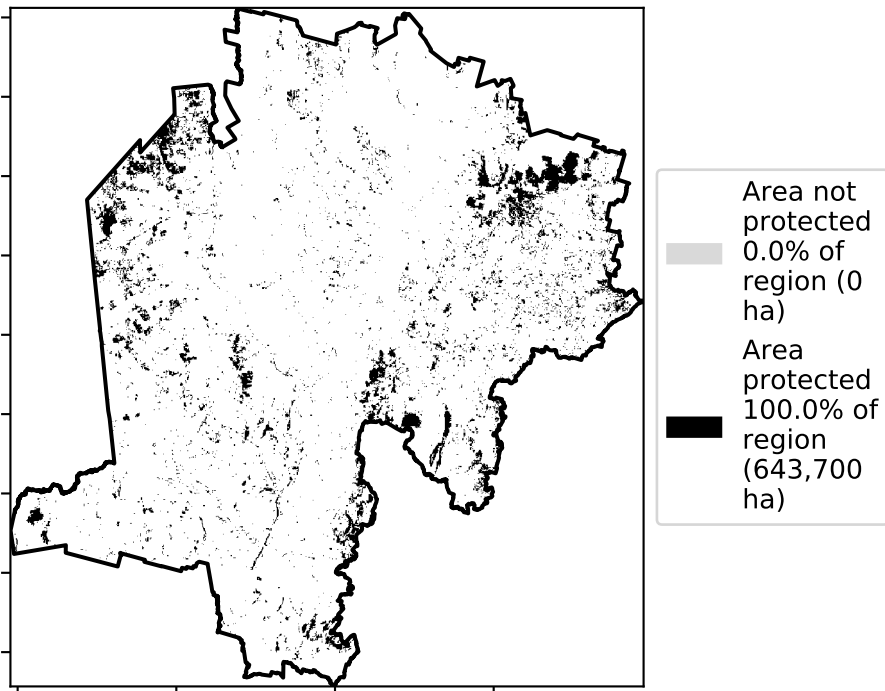 Area not
protected
0.0% of
region (0
ha)
Area
protected
100.0% of
region
(643,700
ha)